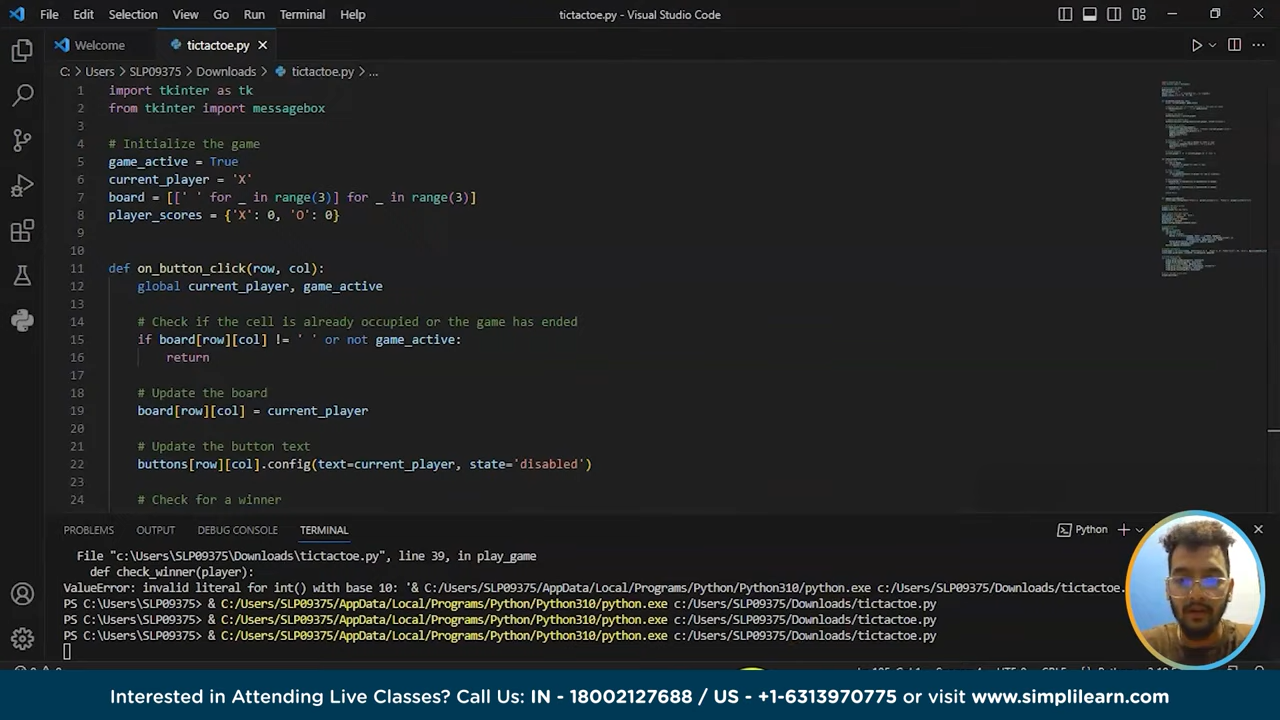 File Edit Selection View Go Run Terminal Help
tictactoe.py - Visual Studio Code
Welcome
tictactoe.py
C: > Users > SLP09375 > Downloads > tictactoe.py > ...
1 import tkinter as tk
2 from tkinter import messagebox
3
4 # Initialize the game
5 game_active = True
6 current_player = 'X'
7 board = [[' ' for _ in range(3)] for _ in range(3)]
8 player_scores = {'X': 0, 'O': 0}
9
10
11 def on_button_click(row, col):
12 global current_player, game_active
13
14 # Check if the cell is already occupied or the game has ended
15 if board[row][col] != ' ' or not game_active:
16 return
17
18 # Update the board
19 board[row][col] = current_player
20
21 # Update the button text
22 buttons[row][col].config(text=current_player, state='disabled')
23
24 # Check for a winner
PROBLEMS OUTPUT DEBUG CONSOLE TERMINAL
Python
File "c:\Users\SLP09375\Downloads\tictactoe.py", line 39, in play_game
def check_winner(player):
ValueError: invalid literal for int() with base 10: '& C:/Users/SLP09375/AppData/Local/Programs/Python/Python310/python.exe c:/Users/SLP09375/Downloads/tictactoe.
PS C:\Users\SLP09375> & C:/Users/SLP09375/AppData/Local/Programs/Python/Python310/python.exe c:/Users/SLP09375/Downloads/tictactoe.py
PS C:\Users\SLP09375> & C:/Users/SLP09375/AppData/Local/Programs/Python/Python310/python.exe c:/Users/SLP09375/Downloads/tictactoe.py
PS C:\Users\SLP09375> & C:/Users/SLP09375/AppData/Local/Programs/Python/Python310/python.exe c:/Users/SLP09375/Downloads/tictactoe.py
Interested in Attending Live Classes? Call Us: IN - 18002127688 / US - +1-6313970775 or visit www.simplilearn.com